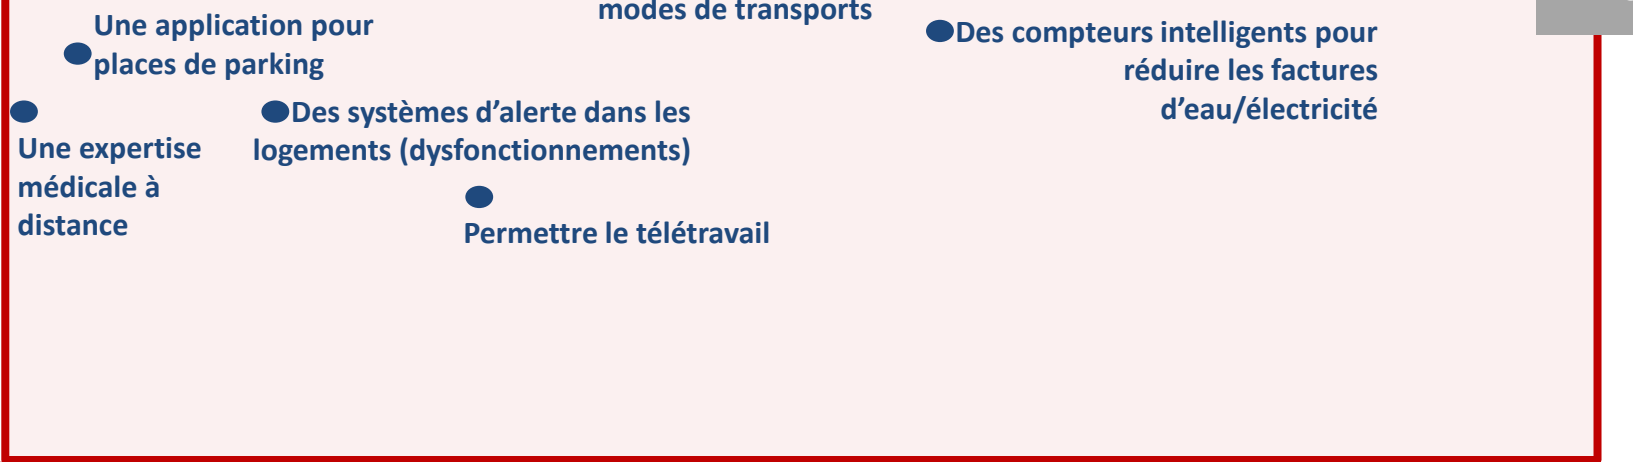 modes de transports
Une application pour
places de parking
Des compteurs intelligents pour
réduire les factures
d'eau/électricité
Des systèmes d'alerte dans les
logements (dysfonctionnements)
Une expertise
médicale à
distance
Permettre le télétravail